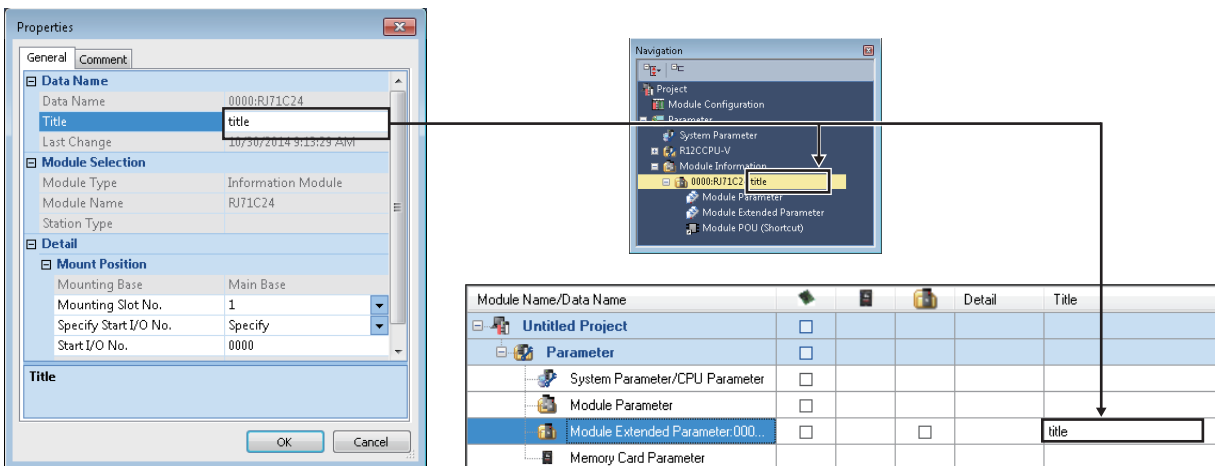 Properties
General Comment
Data Name
Data Name 0000:RJ71C24
Title title
Last Change 10/30/2014 9:13:29 AM
Module Selection
Module Type Information Module
Module Name RJ71C24
Station Type
Detail
Mount Position
Mounting Base Main Base
Mounting Slot No. 1
Specify Start I/O No. Specify
Start I/O No. 0000
Title
OK Cancel
Navigation
Project
Module Configuration
Parameter
System Parameter
R12CCPU-V
Module Information
0000:RJ71C2 title
Module Parameter
Module Extended Parameter
Module POU (Shortcut)
Module Name/Data Name Detail Title
Untitled Project
Parameter
System Parameter/CPU Parameter
Module Parameter
Module Extended Parameter:000... title
Memory Card Parameter